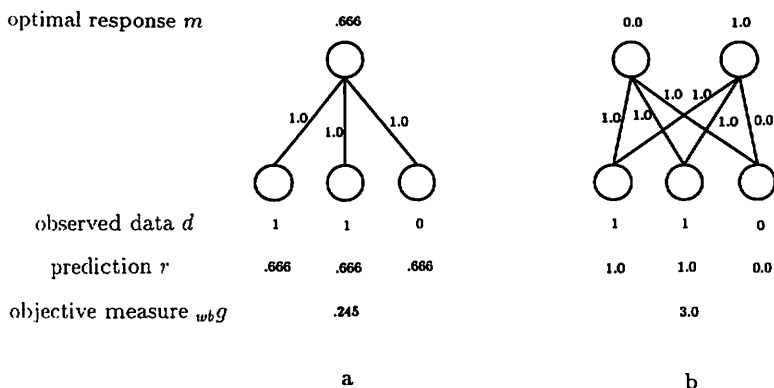 optimal response m .666 0.0 1.0
1.0 1.0 1.0 1.0 1.0 1.0 1.0 1.0 0.0
observed data d 1 1 0 1 1 0
prediction r .666 .666 .666 1.0 1.0 0.0
objective measure wbg .245 3.0
a b